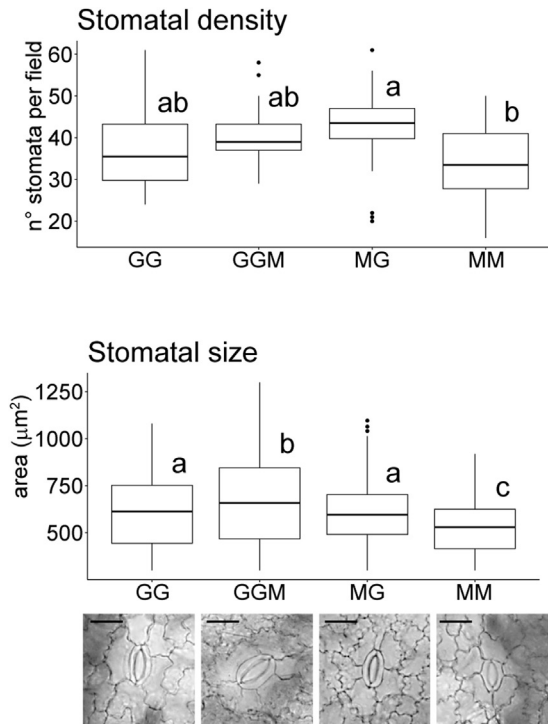 Stomatal density
n° stomata per field
60
50
40
30
20
ab
ab
a
b
GG GGM MG MM
Stomatal size
area (µm²)
1250
1000
750
500
a
b
a
c
GG GGM MG MM